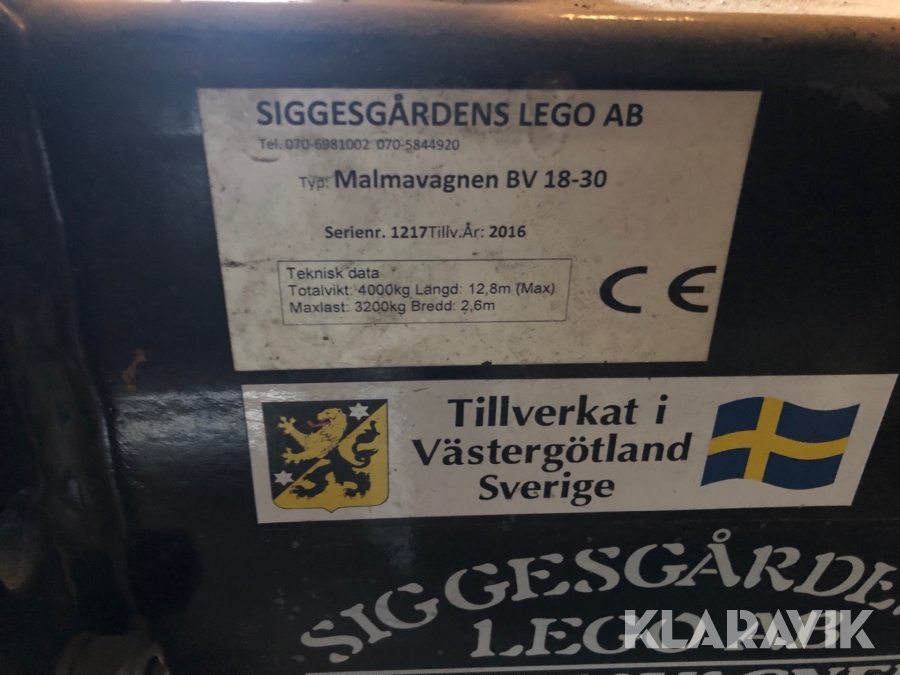 SIGGESGÅRDENS LEGO AB
Tel. 070-6981002 070-5844920
Typ: Malmavagnen BV 18-30
Serienr. 1217Tillv.År: 2016
Teknisk data
Totalvikt: 4000kg Längd: 12,8m (Max)
Maxlast: 3200kg Bredd: 2,6m
CE
Tillverkat i
Västergötland
Sverige
SIGGESGÅRDE
LEGO AB
KLARAVIK